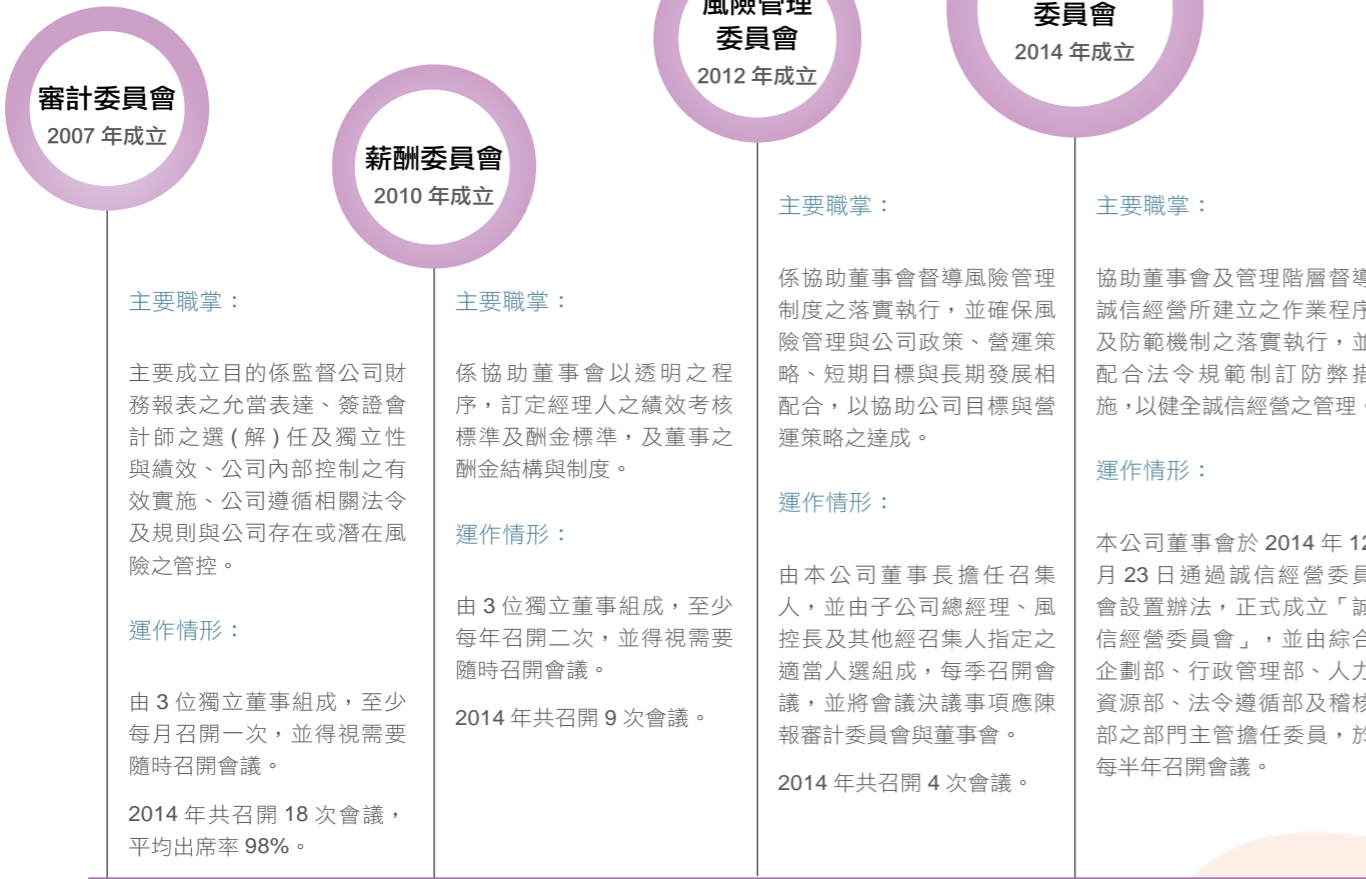 審計委員會
2007 年成立
主要職掌：
主要成立目的係監督公司財
務報表之允當表達、簽證會
計師之選 ( 解 ) 任及獨立性
與績效、公司內部控制之有
效實施、公司遵循相關法令
及規則與公司存在或潛在風
險之管控。
運作情形：
由 3 位獨立董事組成，至少
每月召開一次，並得視需要
隨時召開會議。
2014 年共召開 18 次會議，
平均出席率 98%。
薪酬委員會
2010 年成立
主要職掌：
係協助董事會以透明之程
序，訂定經理人之績效考核
標準及酬金標準，及董事之
酬金結構與制度。
運作情形：
由 3 位獨立董事組成，至少
每年召開二次，並得視需要
隨時召開會議。
2014 年共召開 9 次會議。
風險管理
委員會
2012 年成立
主要職掌：
係協助董事會督導風險管理
制度之落實執行，並確保風
險管理與公司政策、營運策
略、短期目標與長期發展相
配合，以協助公司目標與營
運策略之達成。
運作情形：
由本公司董事長擔任召集
人，並由子公司總經理、風
控長及其他經召集人指定之
適當人選組成，每季召開會
議，並將會議決議事項應陳
報審計委員會與董事會。
2014 年共召開 4 次會議。
委員會
2014 年成立
主要職掌：
協助董事會及管理階層督導
誠信經營所建立之作業程序
及防範機制之落實執行，並
配合法令規範制訂防弊措
施，以健全誠信經營之管理。
運作情形：
本公司董事會於 2014 年 12
月 23 日通過誠信經營委員
會設置辦法，正式成立「誠
信經營委員會」，並由綜合
企劃部、行政管理部、人力
資源部、法令遵循部及稽核
部之部門主管擔任委員，於
每半年召開會議。